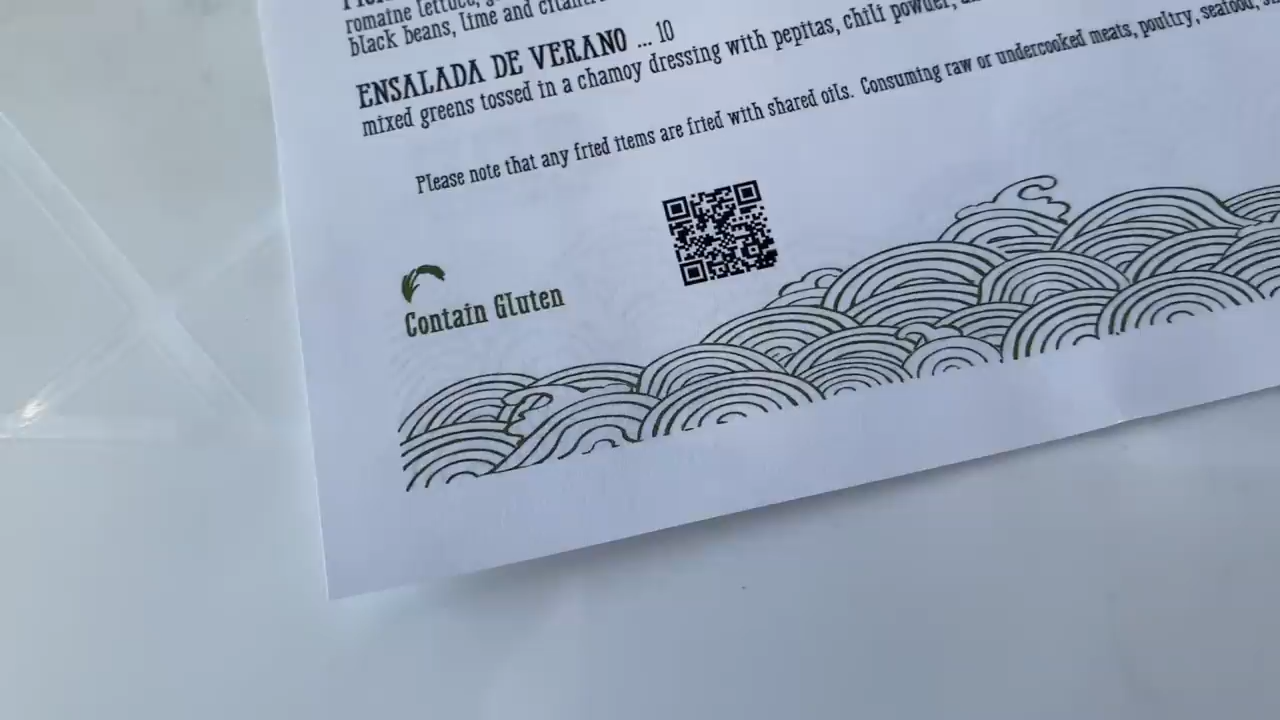 romaine lettuce,
black beans, lime and
ENSALADA DE VERANO ... 10
mixed greens tossed in a chamoy dressing with pepitas, chili powder,
Please note that any fried items are fried with shared oils. Consuming raw or undercooked meats, poultry, seafood,
Contain Gluten